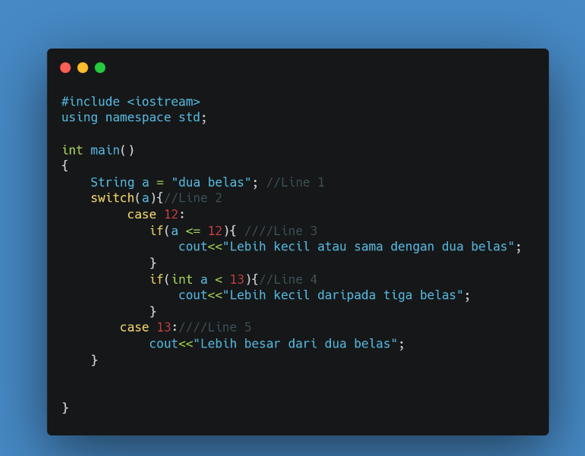 #include <iostream>
using namespace std;
int main()
{
String a = "dua belas"; //Line 1
switch(a){//Line 2
case 12:
if(a <= 12){ ////Line 3
cout<<"Lebih kecil atau sama dengan dua belas";
}
if(int a < 13){//Line 4
cout<<"Lebih kecil daripada tiga belas";
}
case 13:////Line 5
cout<<"Lebih besar dari dua belas";
}
}